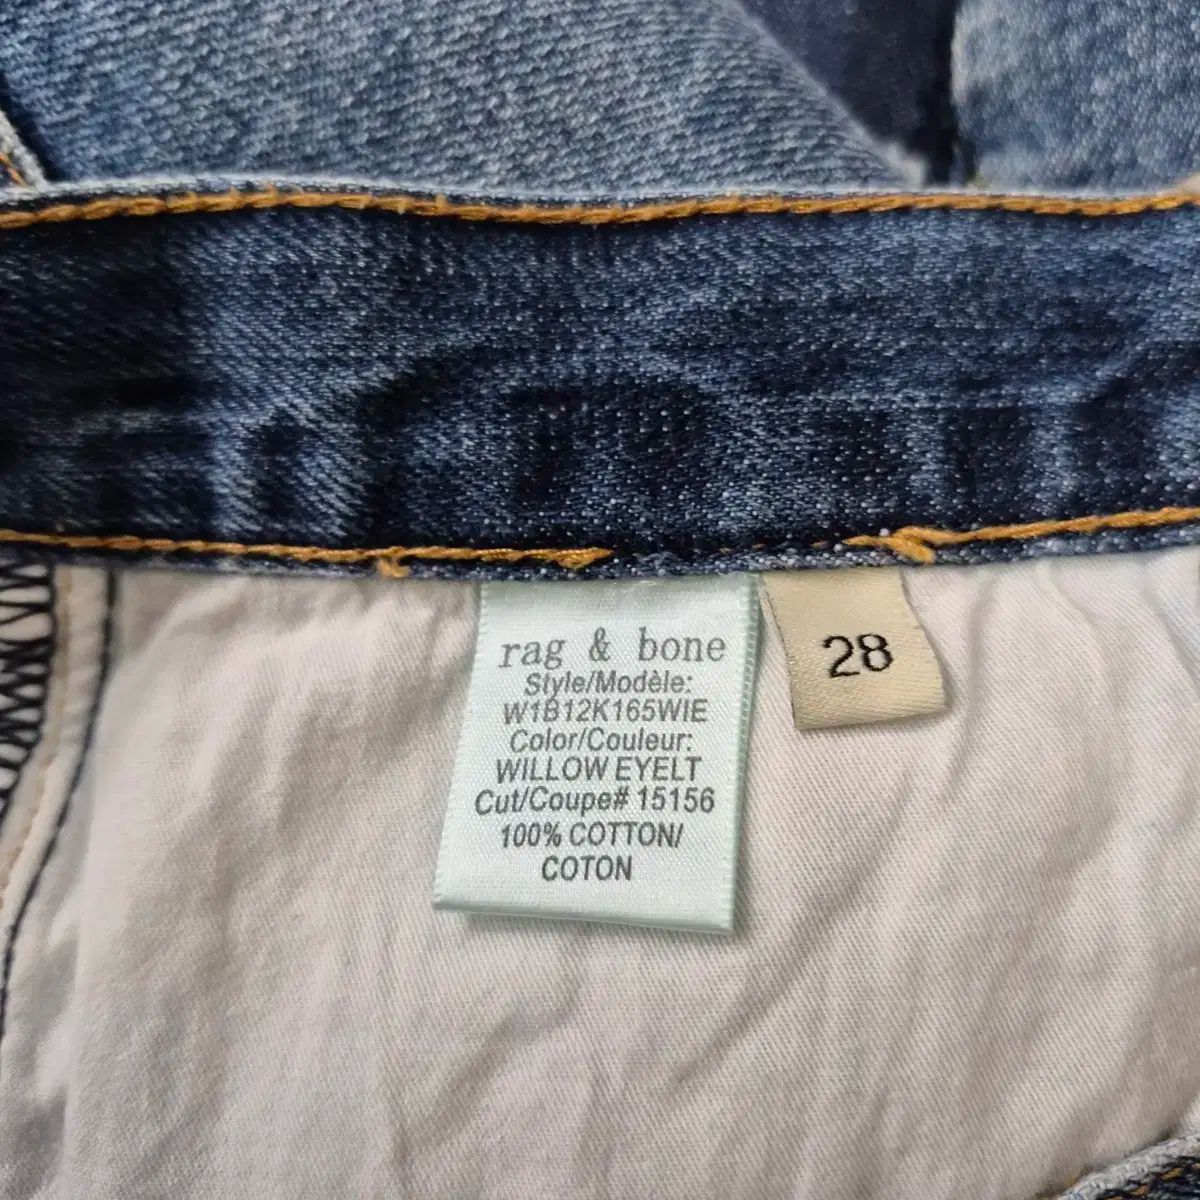 rag & bone
Style/Modèle:
W1B12K165WIE
Color/Couleur:
WILLOW EYELT
Cut/Coupe# 15156
100% COTTON/
COTON
28